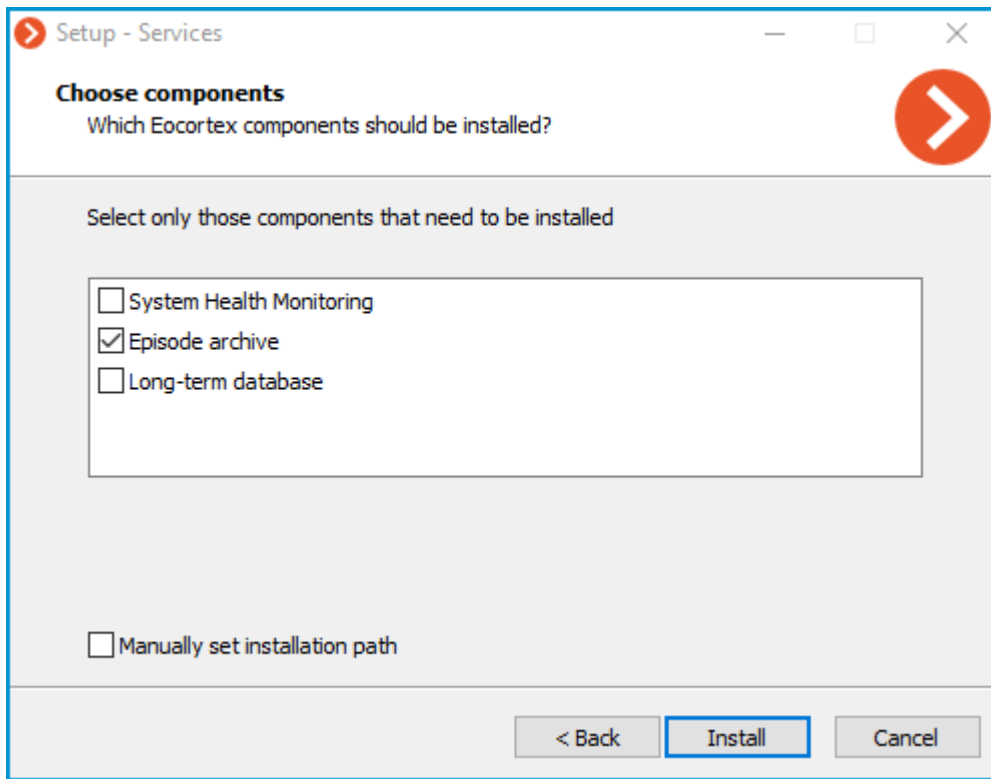 Setup - Services
Choose components
Which Eocortex components should be installed?
Select only those components that need to be installed
System Health Monitoring
Episode archive
Long-term database
Manually set installation path
< Back Install Cancel